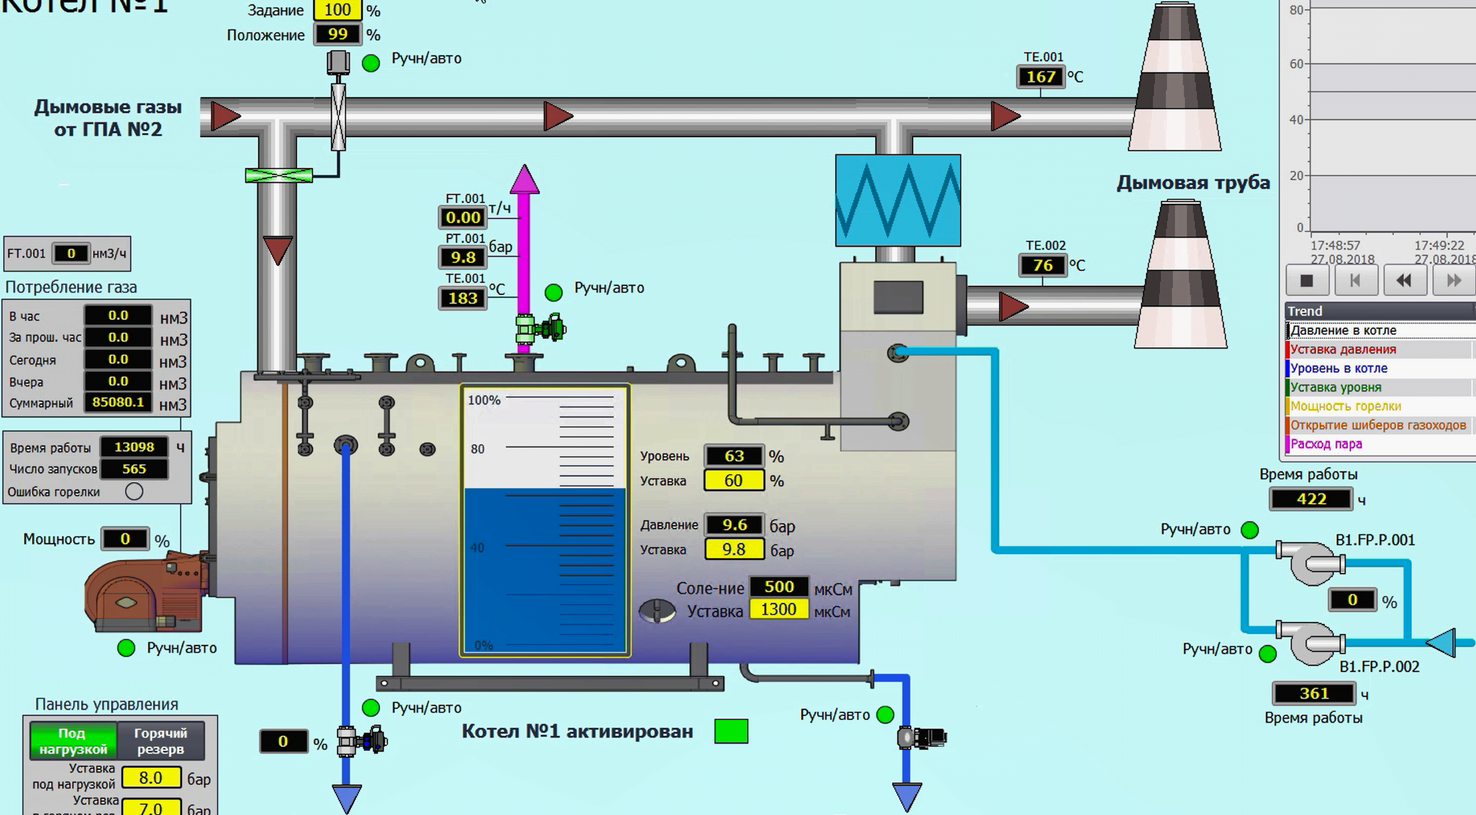 Котел №1
Задание 100 %
%
Положение 99 %
Ручн/авто
Дымовые газы
от ГПА №2
TE.001
167 °C
Дымовая труба
TE.002
76 °C
FT.001
0.00 т/ч
PT.001
9.8 бар
TE.001
183 °C
Ручн/авто
FT.001 0 нм3/ч
Потребление газа
В час 0.0 нм3
За прош. час 0.0 нм3
Сегодня 0.0 нм3
Вчера 0.0 нм3
Суммарный 85080.1 нм3
Время работы 13098 ч
Число запусков 565
Ошибка горелки
Мощность 0 %
Ручн/авто
100%
80
40
0%
Уровень 63 %
Уставка 60 %
Давление 9.6 бар
Уставка 9.8 бар
Соле-ние 500 мкСм
Уставка 1300 мкСм
80
60
40
20
0
17:48:57 17:49:22
27.08.2018 27.08.2018
Trend
Давление в котле
Уставка давления
Уровень в котле
Уставка уровня
Мощность горелки
Открытие шиберов газоходов
Расход пара
Время работы
422 ч
Ручн/авто
B1.FP.P.001
0 %
Ручн/авто
B1.FP.P.002
361 ч
Время работы
Панель управления
Под нагрузкой
Горячий резерв
Уставка
под нагрузкой 8.0 бар
Уставка
7.0 бар
Ручн/авто
0 %
Котел №1 активирован
Ручн/авто